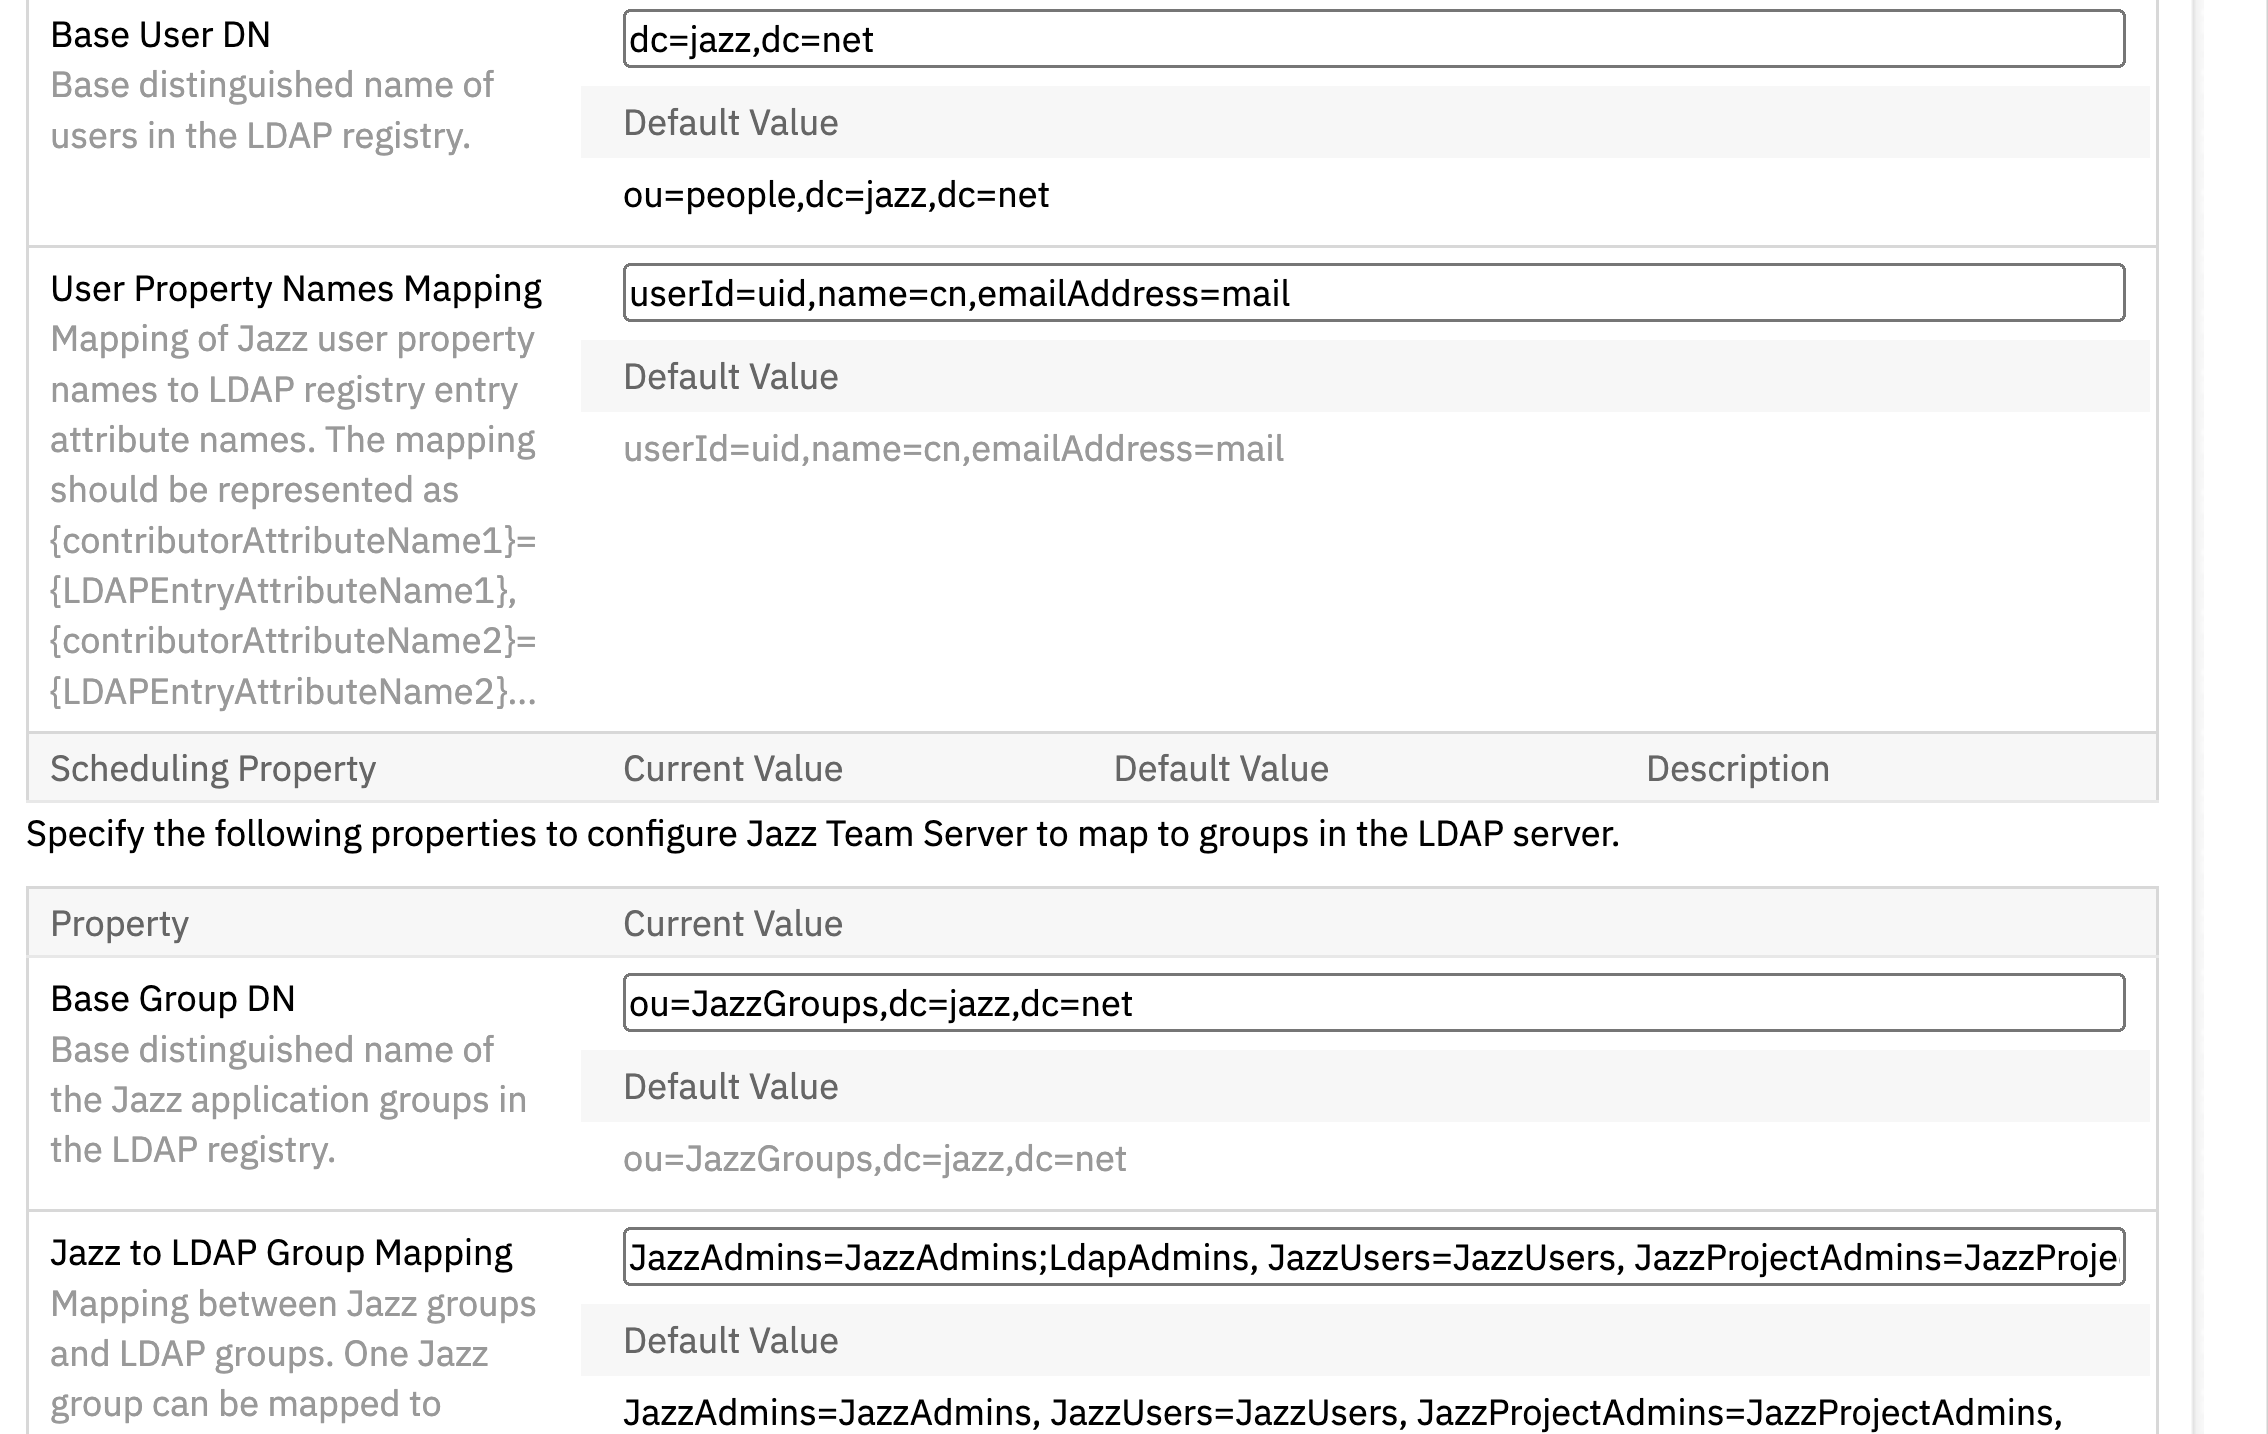 Base User DN
dc=jazz,dc=net
Base distinguished name of
users in the LDAP registry.
Default Value
ou=people,dc=jazz,dc=net
User Property Names Mapping
userId=uid,name=cn,emailAddress=mail
Mapping of Jazz user property
names to LDAP registry entry
attribute names. The mapping
should be represented as
{contributorAttributeName1}=
{LDAPEntryAttributeName1},
{contributorAttributeName2}=
{LDAPEntryAttributeName2}...
Default Value
userId=uid,name=cn,emailAddress=mail
Scheduling Property Current Value Default Value Description
Specify the following properties to configure Jazz Team Server to map to groups in the LDAP server.
Property Current Value
Base Group DN
ou=JazzGroups,dc=jazz,dc=net
Base distinguished name of
the Jazz application groups in
the LDAP registry.
Default Value
ou=JazzGroups,dc=jazz,dc=net
Jazz to LDAP Group Mapping
JazzAdmins=JazzAdmins;LdapAdmins, JazzUsers=JazzUsers, JazzProjectAdmins=JazzProje
Mapping between Jazz groups
and LDAP groups. One Jazz
group can be mapped to
Default Value
JazzAdmins=JazzAdmins, JazzUsers=JazzUsers, JazzProjectAdmins=JazzProjectAdmins,